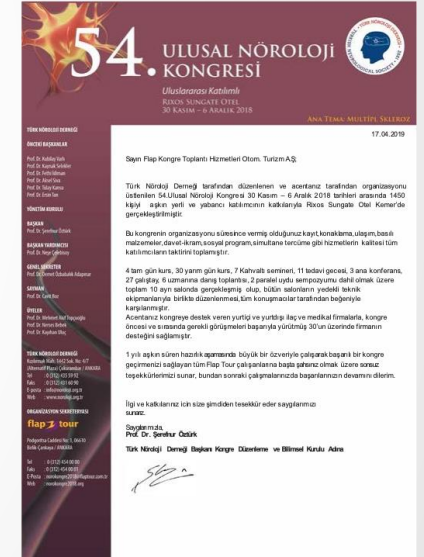 54. ULUSAL NÖROLOJİ
KONGRESİ
Uluslararası Katılımlı
RIXOS SUNGATE OTEL
30 KASIM – 6 ARALIK 2018
ANA TEMA: MULTİPL SKLEROZ
TÜRK NÖROLOJİ DERNEĞİ
ÖNCEKİ BAŞKANLAR
YÖNETİM KURULU
BAŞKAN
Prof. Dr. Şerefnur Öztürk
BAŞKAN YARDIMCISI
GENEL SEKRETER
SAYMAN
ÜYELER
TÜRK NÖROLOJİ DERNEĞİ
ORGANİZASYON SEKRETERYASI
flap tour
17.04.2019
Sayın Flap Kongre Toplantı Hizmetleri Otom. Turizm A.Ş;
Türk Nöroloji Derneği tarafından düzenlenen ve acentanız tarafından organizasyonu
üstlenilen 54.Ulusal Nöroloji Kongresi 30 Kasım – 6 Aralık 2018 tarihleri arasında 1450
kişiyi aşkın yerli ve yabancı katılımcının katkılarıyla Rixos Sungate Otel Kemer'de
gerçekleştirilmiştir.
Bu kongrenin organizasyonu süresince vermiş olduğunuz kayıt,konaklama,ulaşım,basılı
malzemeler,davet-ikram,sosyal program,simultane tercüme gibi hizmetlerin kalitesi tüm
katılımcıların taktirini toplamıştır.
4 tam gün kurs, 30 yarım gün kurs, 7 Kahvaltı semineri, 11 tedavi gecesi, 3 ana konferans,
27 çalıştay, 6 uzmanına danış toplantısı, 2 paralel uydu sempozyumu dahil olmak üzere
toplam 10 ayrı salonda gerçekleşmiş olup, bütün salonların yedekli teknik
ekipmanlarıyla birlikte düzenlenmesi,tüm konuşmacılar tarafından beğeniyle
karşılanmıştır.
Acentanız kongreye destek veren yurtiçi ve yurtdışı ilaç ve medikal firmalarla, kongre
öncesi ve sırasında gerekli görüşmeleri başarıyla yürütmüş 30'un üzerinde firmanın
desteğini sağlamıştır.
1 yılı aşkın süren hazırlık aşamasında büyük bir özveriyle çalışarak başarılı bir kongre
geçirmenizi sağlayan tüm Flap Tour çalışanlarına başta şahsınız olmak üzere sonsuz
teşekkürlerimizi sunar, bundan sonraki çalışmalarınızda başarılarınızın devamını dilerim.
İlgi ve katkılarınız için size şimdiden tesekkür eder saygılarımızı
sunarız.
Saygılarımızla,
Prof. Dr. Şerefnur Öztürk
Türk Nöroloji Derneği Başkanı Kongre Düzenleme ve Bilimsel Kurulu Adına